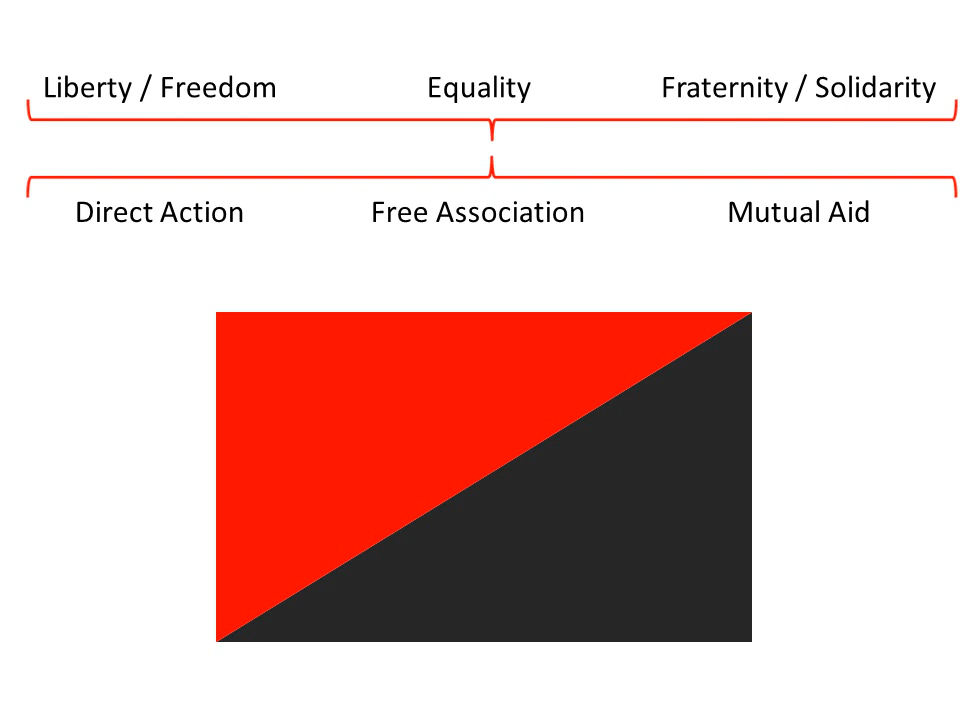 Liberty / Freedom Equality Fraternity / Solidarity
Direct Action Free Association Mutual Aid